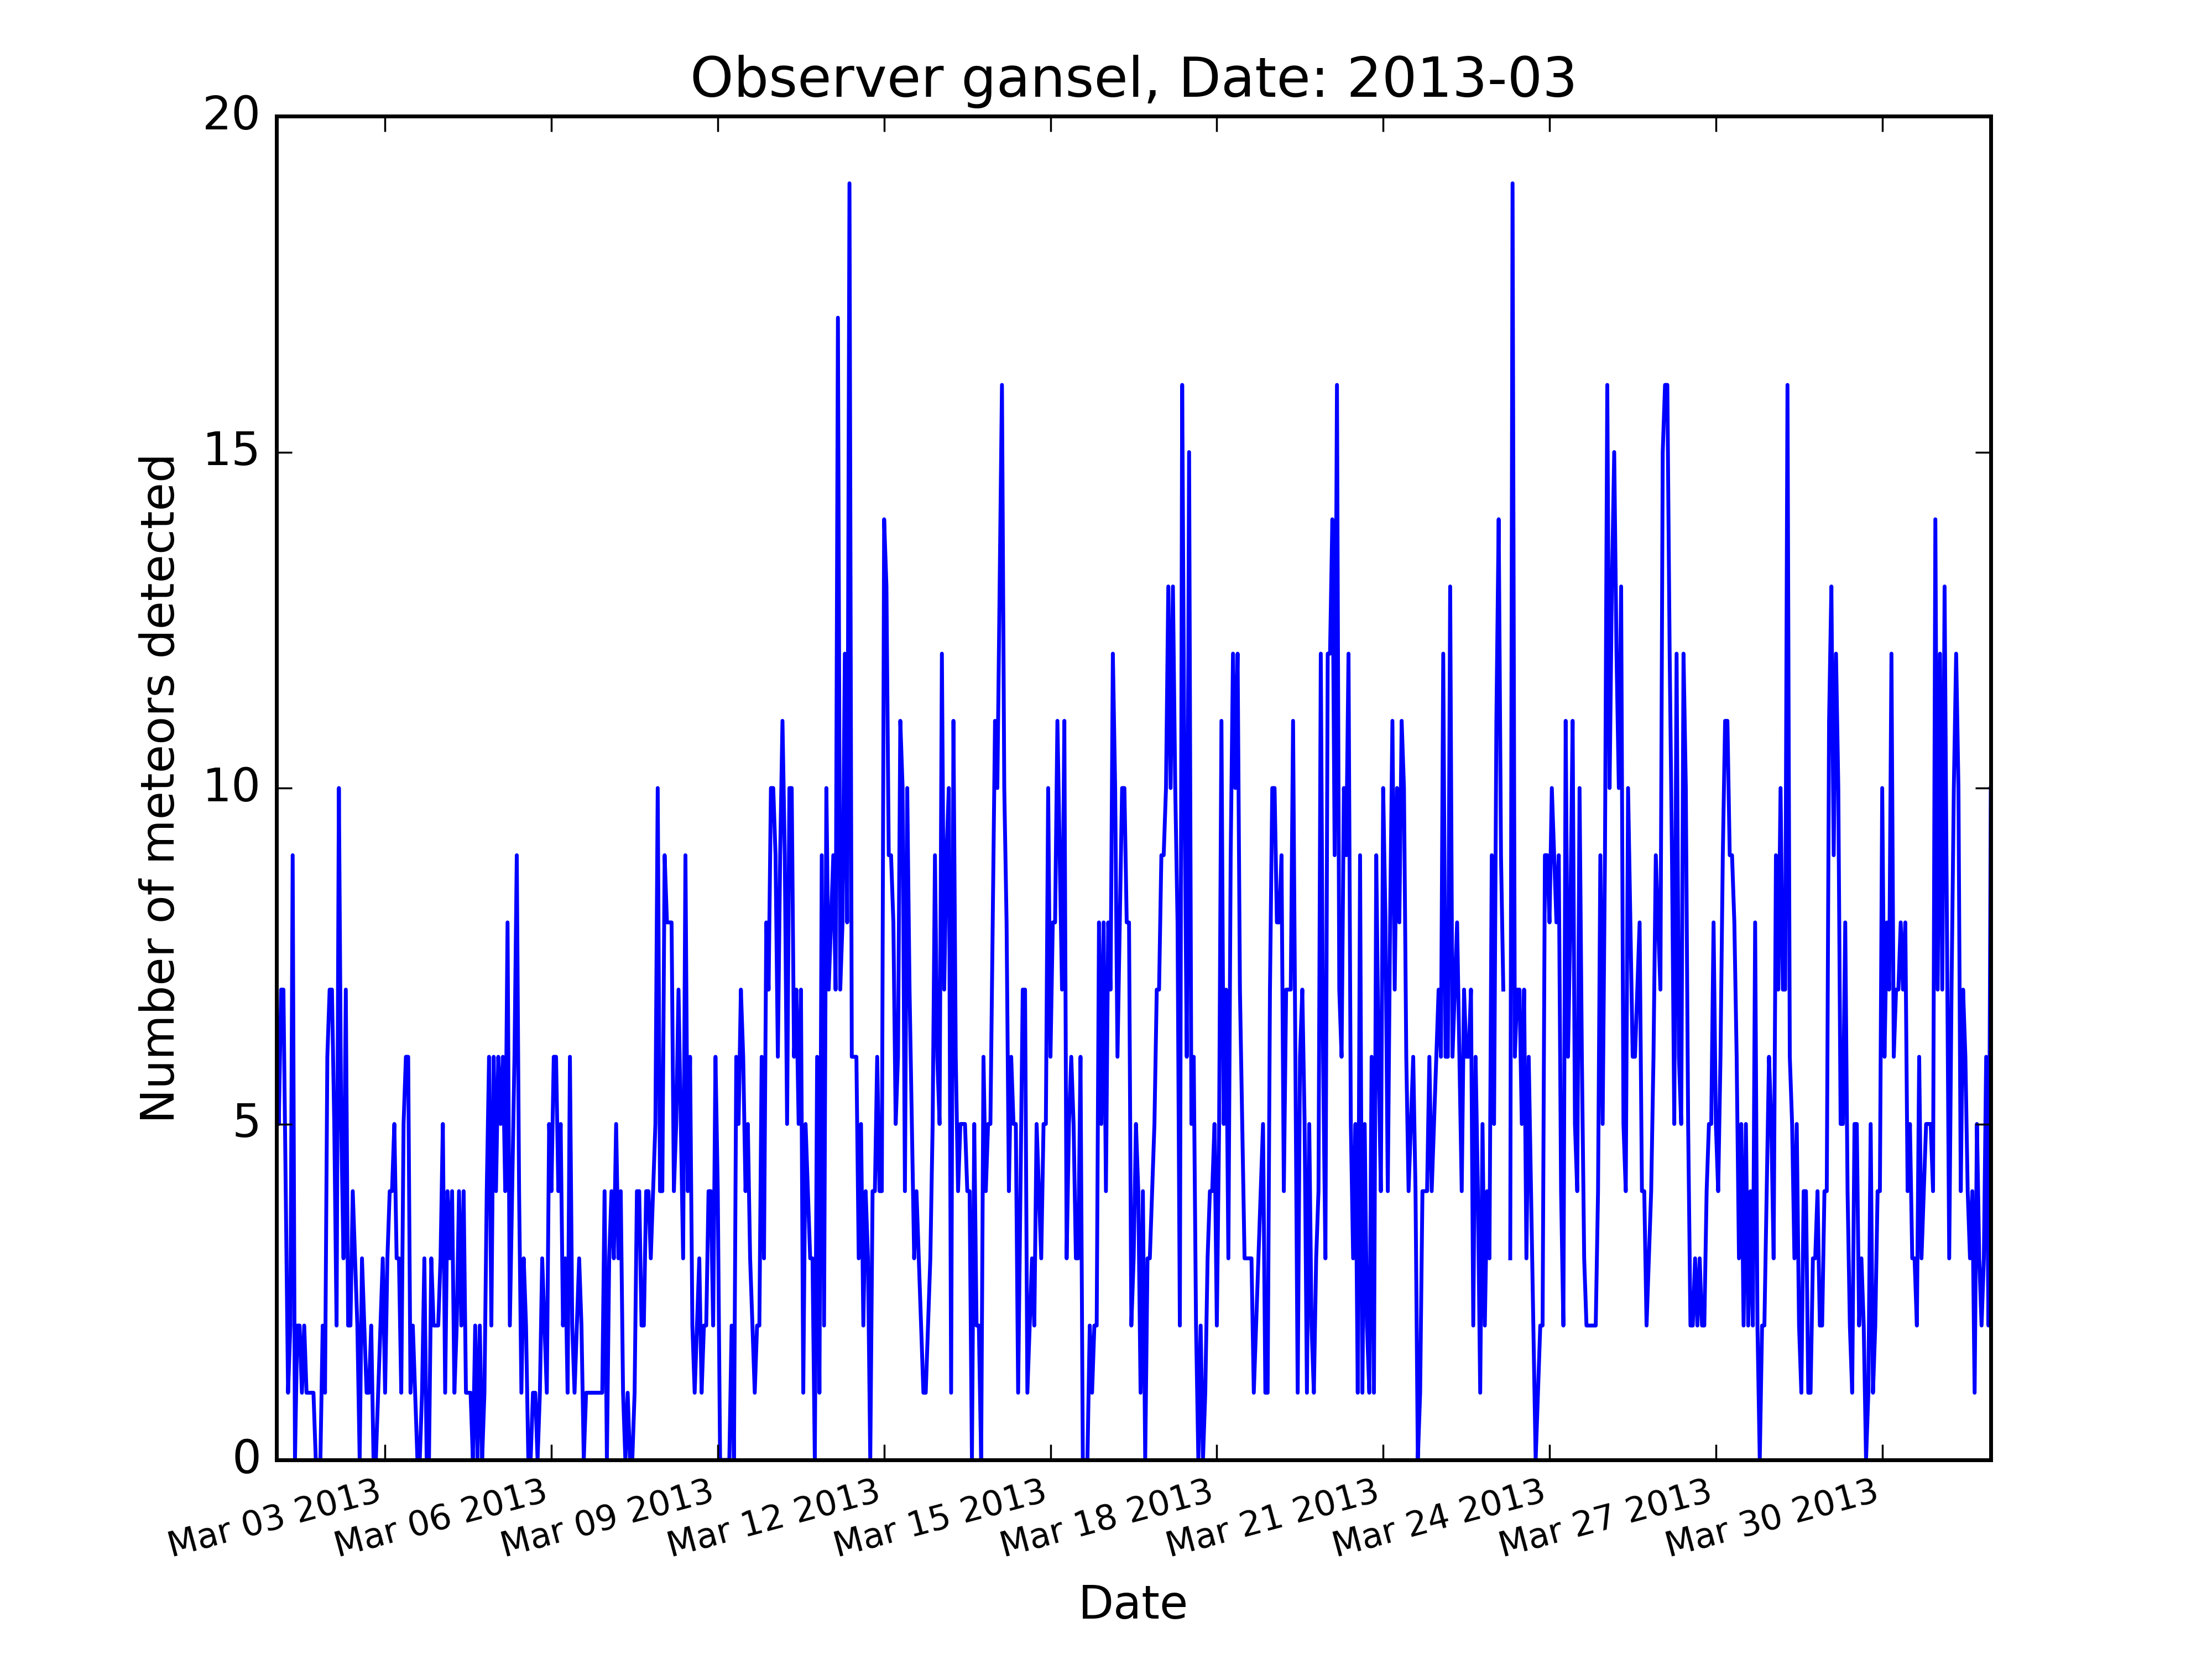 Observer gansel, Date: 2013-03
Number of meteors detected
20
15
10
5
0
Mar 03 2013
Mar 06 2013
Mar 09 2013
Mar 12 2013
Mar 15 2013
Mar 18 2013
Mar 21 2013
Mar 24 2013
Mar 27 2013
Mar 30 2013
Date